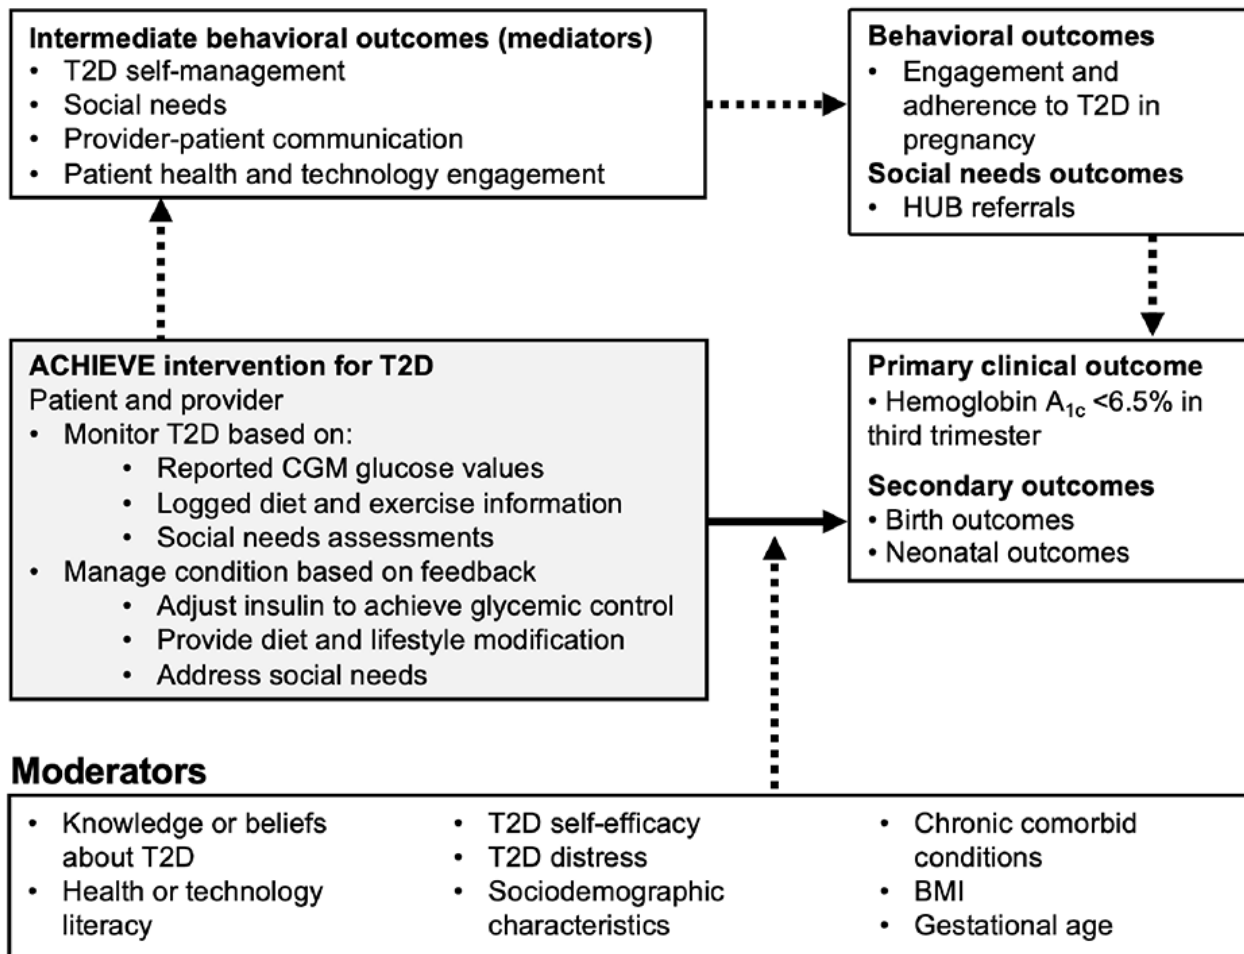 Intermediate behavioral outcomes (mediators)
• T2D self-management
• Social needs
• Provider-patient communication
• Patient health and technology engagement
Behavioral outcomes
• Engagement and
adherence to T2D in
pregnancy
Social needs outcomes
• HUB referrals
ACHIEVE intervention for T2D
Patient and provider
• Monitor T2D based on:
• Reported CGM glucose values
• Logged diet and exercise information
• Social needs assessments
• Manage condition based on feedback
• Adjust insulin to achieve glycemic control
• Provide diet and lifestyle modification
• Address social needs
Primary clinical outcome
• Hemoglobin A1c <6.5% in
third trimester
Secondary outcomes
• Birth outcomes
• Neonatal outcomes
Moderators
• Knowledge or beliefs
about T2D
• Health or technology
literacy
• T2D self-efficacy
• T2D distress
• Sociodemographic
characteristics
• Chronic comorbid
conditions
• BMI
• Gestational age